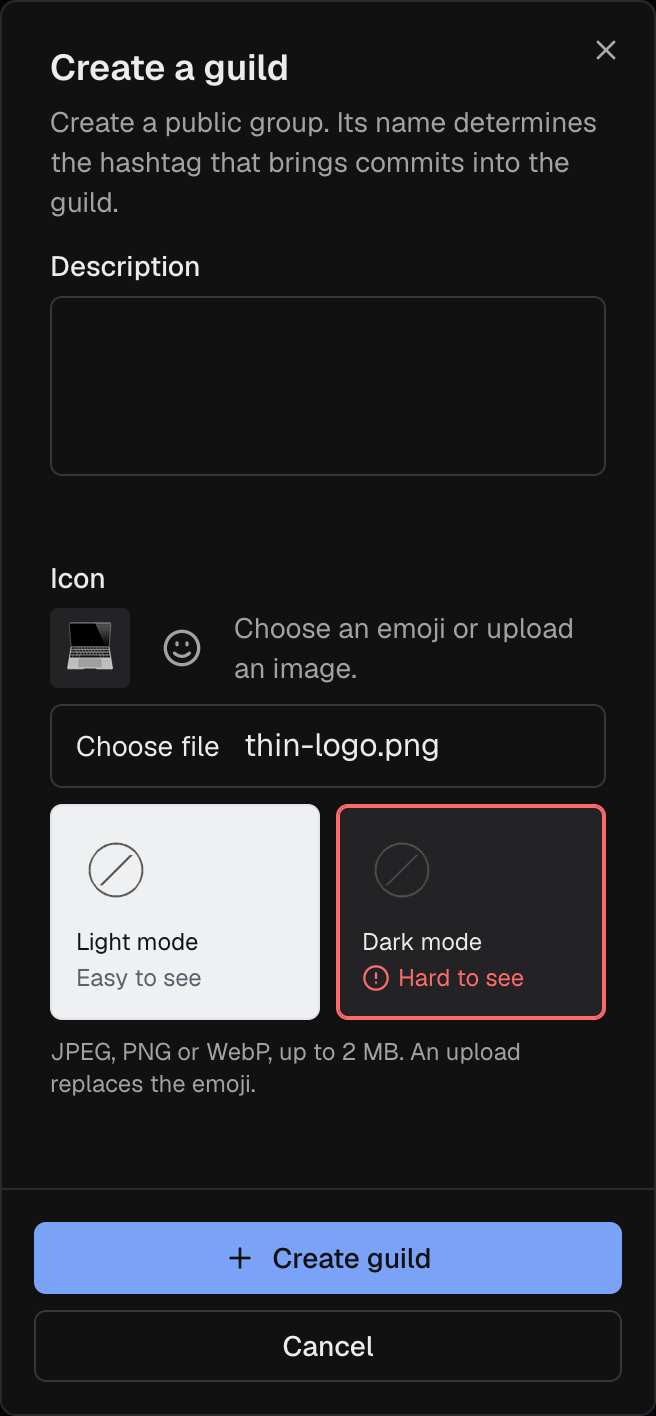 Create a guild
Create a public group. Its name determines
the hashtag that brings commits into the
guild.
Description
Icon
Choose an emoji or upload
an image.
Choose file thin-logo.png
Light mode
Easy to see
Dark mode
Hard to see
JPEG, PNG or WebP, up to 2 MB. An upload
replaces the emoji.
Create guild
Cancel